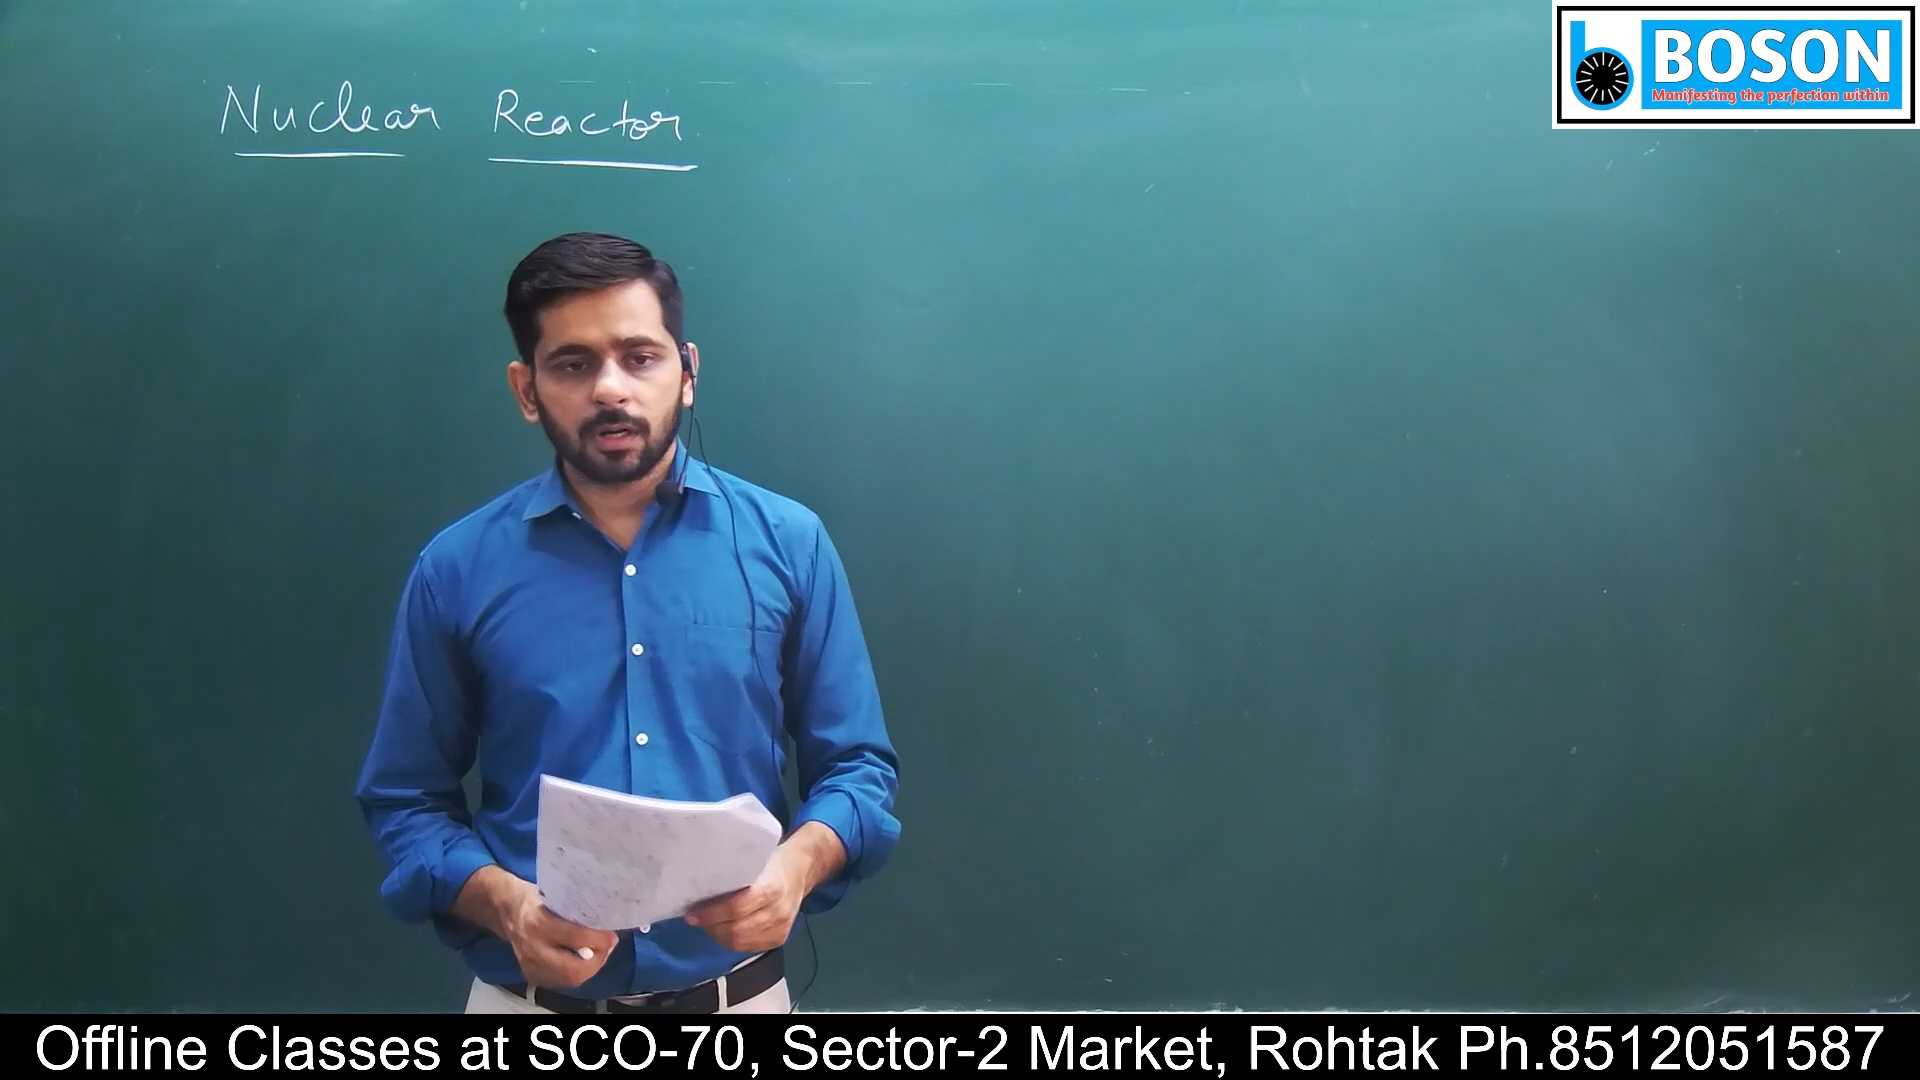 Nuclear Reactor
BOSON
Manifesting the perfection within
Offline Classes at SCO-70, Sector-2 Market, Rohtak Ph.8512051587